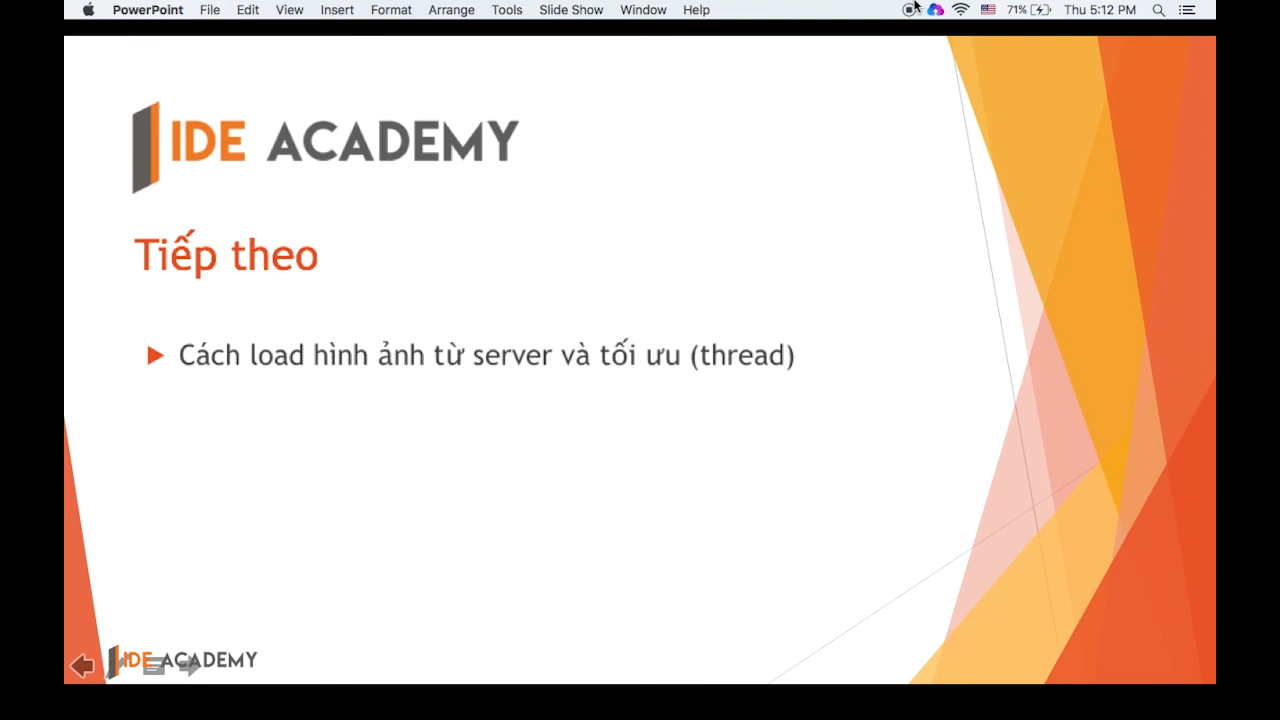 PowerPoint File Edit View Insert Format Arrange Tools Slide Show Window Help 71% Thu 5:12 PM
IDE ACADEMY
Tiếp theo
Cách load hình ảnh từ server và tối ưu (thread)
IDE ACADEMY